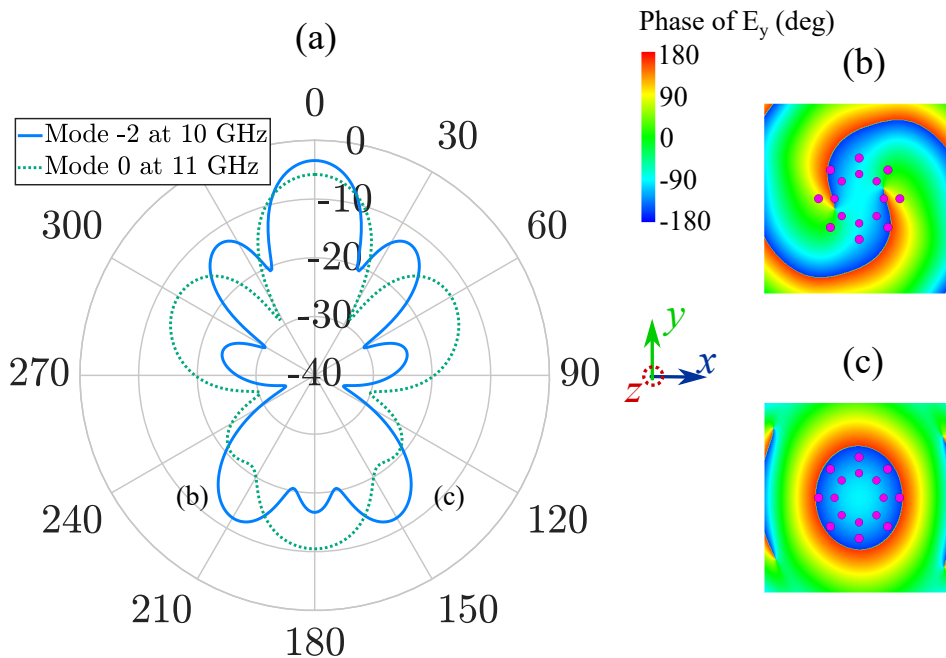 (a)
Phase of E_y (deg)
180
90
0
-90
-180
(b)
0
30
60
90
120
150
180
210
240
270
300
Mode -2 at 10 GHz
Mode 0 at 11 GHz
0
-10
-20
-30
-40
(b)
(c)
y
x
z
(c)